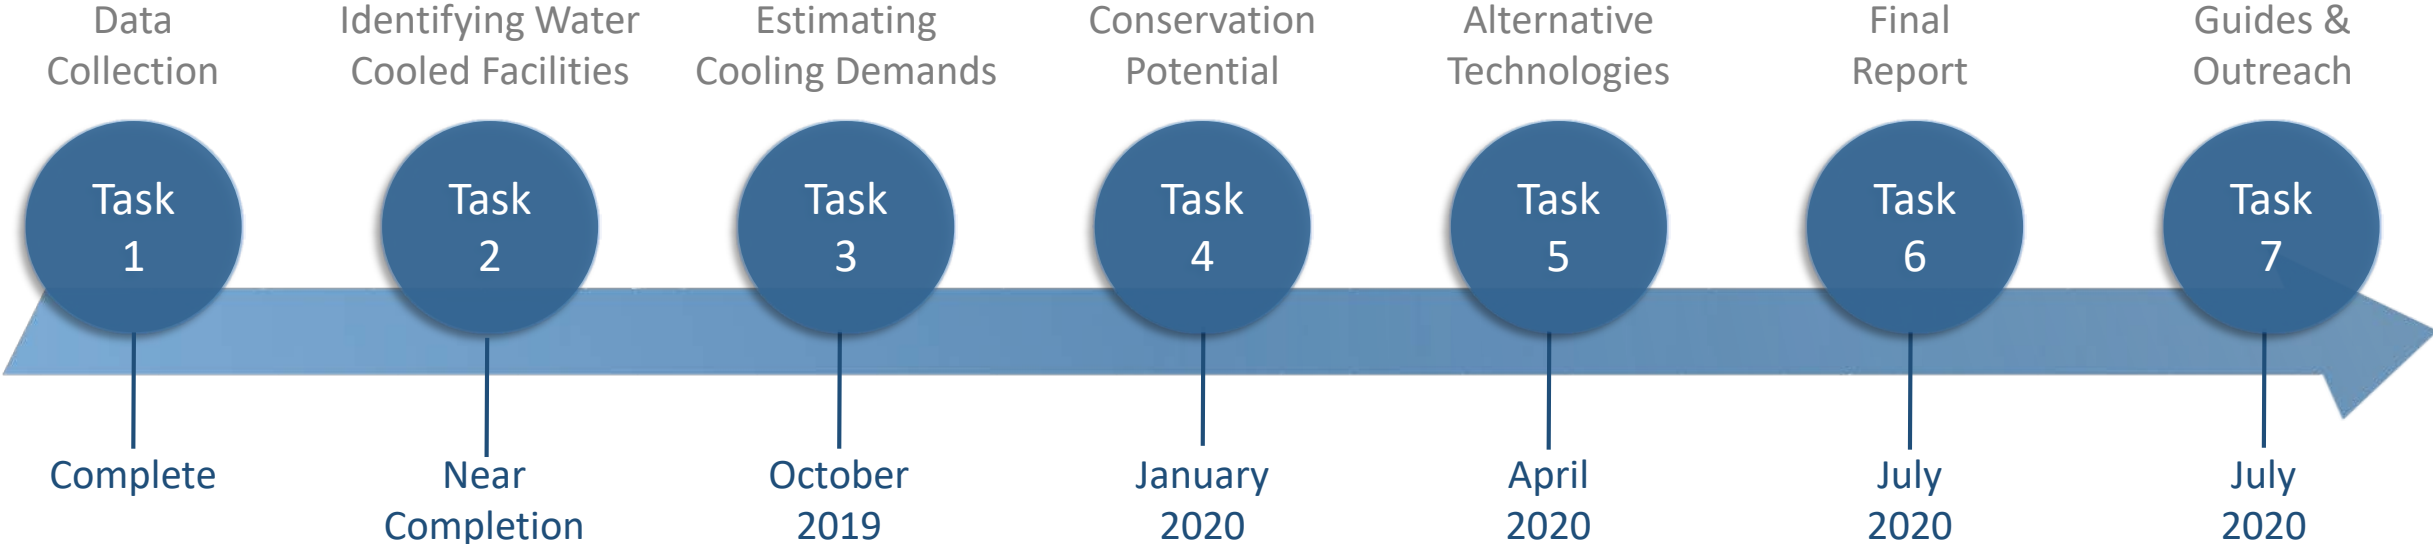 Data
Collection
Identifying Water
Cooled Facilities
Estimating
Cooling Demands
Conservation
Potential
Alternative
Technologies
Final
Report
Guides &
Outreach
Task
1
Task
2
Task
3
Task
4
Task
5
Task
6
Task
7
Complete
Near
Completion
October
2019
January
2020
April
2020
July
2020
July
2020